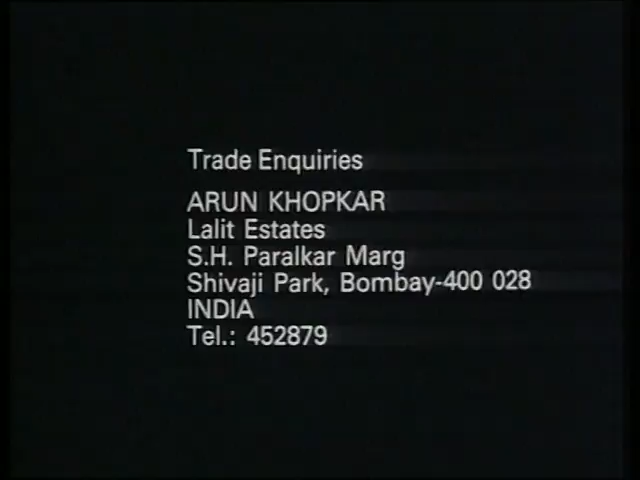 Trade Enquiries
ARUN KHOPKAR
Lalit Estates
S.H. Paralkar Marg
Shivaji Park, Bombay-400 028
INDIA
Tel.: 452879